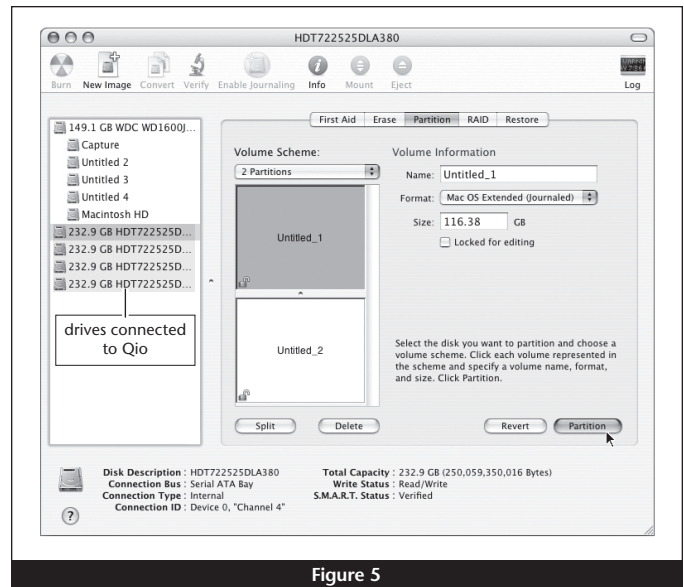 HDT722525DLA380
Burn New Image Convert Verify Enable Journaling Info Mount Eject Log
First Aid Erase Partition RAID Restore
149.1 GB WDC WD1600J...
Capture
Untitled 2
Untitled 3
Untitled 4
Macintosh HD
232.9 GB HDT722525D...
232.9 GB HDT722525D...
232.9 GB HDT722525D...
232.9 GB HDT722525D...
drives connected
to Qio
Volume Scheme:
2 Partitions
Untitled_1
Untitled_2
Split Delete
Volume Information
Name: Untitled_1
Format: Mac OS Extended (Journaled)
Size: 116.38 GB
Locked for editing
Select the disk you want to partition and choose a
volume scheme. Click each volume represented in
the scheme and specify a volume name, format,
and size. Click Partition.
Revert Partition
Disk Description : HDT722525DLA380
Connection Bus : Serial ATA Bay
Connection Type : Internal
Connection ID : Device 0, "Channel 4"
Total Capacity : 232.9 GB (250,059,350,016 Bytes)
Write Status : Read/Write
S.M.A.R.T. Status : Verified
?
Figure 5